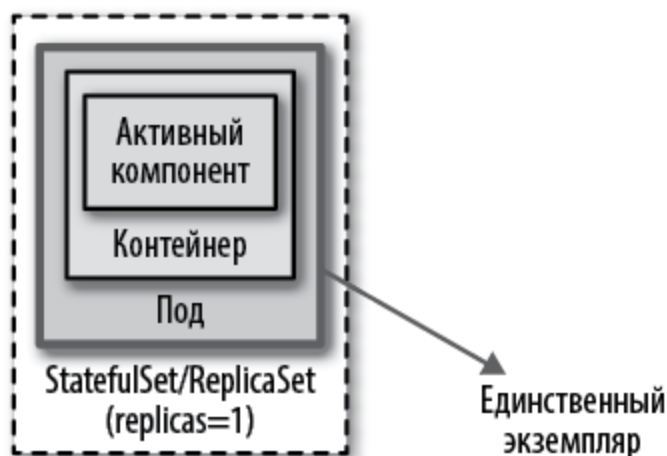 Активный
компонент
Контейнер
Под
StatefulSet/ReplicaSet
(replicas=1)
Единственный
экземпляр